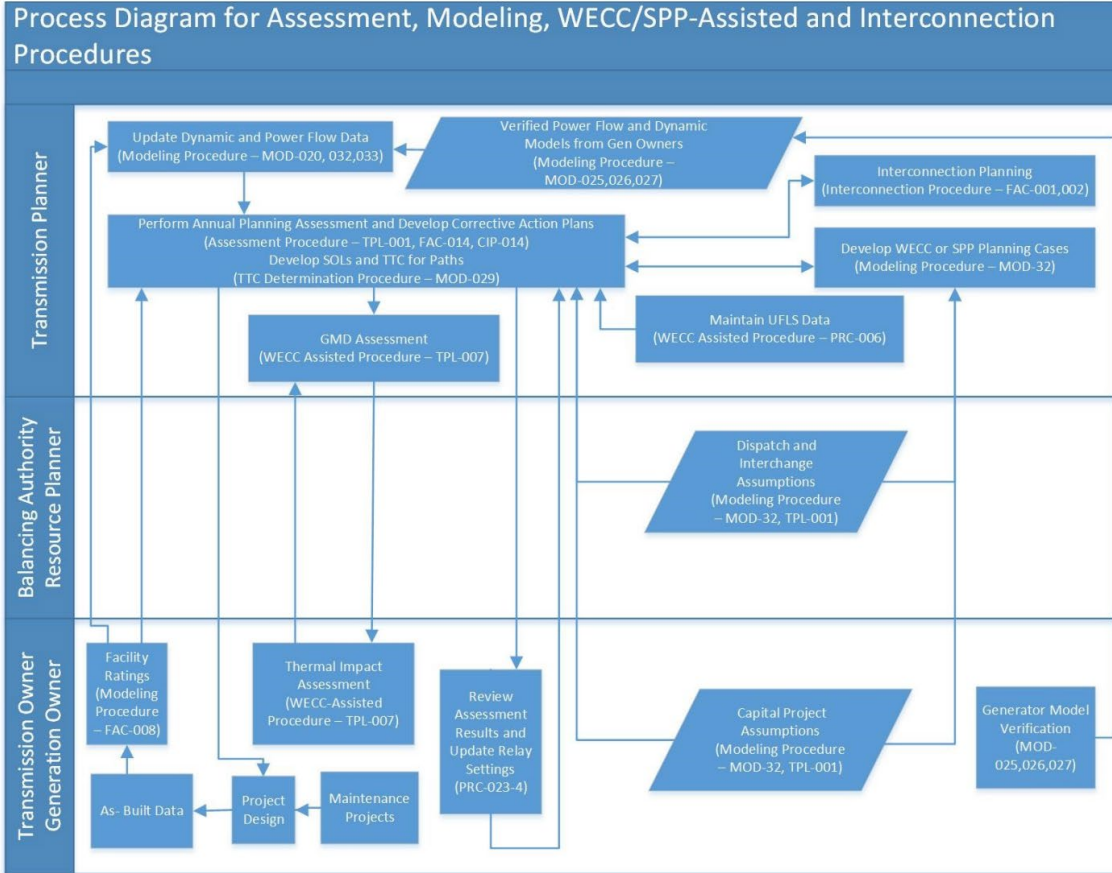 Process Diagram for Assessment, Modeling, WECC/SPP-Assisted and Interconnection
Procedures
Transmission Planner
Update Dynamic and Power Flow Data
(Modeling Procedure – MOD-020, 032,033)
Verified Power Flow and Dynamic
Models from Gen Owners
(Modeling Procedure –
MOD-025,026,027)
Interconnection Planning
(Interconnection Procedure – FAC-001,002)
Perform Annual Planning Assessment and Develop Corrective Action Plans
(Assessment Procedure – TPL-001, FAC-014, CIP-014)
Develop SOLs and TTC for Paths
(TTC Determination Procedure – MOD-029)
Develop WECC or SPP Planning Cases
(Modeling Procedure – MOD-32)
Maintain UFLS Data
(WECC Assisted Procedure – PRC-006)
GMD Assessment
(WECC Assisted Procedure – TPL-007)
Balancing Authority
Resource Planner
Dispatch and
Interchange
Assumptions
(Modeling Procedure
– MOD-32, TPL-001)
Transmission Owner
Generation Owner
Facility
Ratings
(Modeling
Procedure
– FAC-008)
Thermal Impact
Assessment
(WECC-Assisted
Procedure – TPL-007)
Review
Assessment
Results and
Update Relay
Settings
(PRC-023-4)
Capital Project
Assumptions
(Modeling Procedure
– MOD-32, TPL-001)
Generator Model
Verification
(MOD-
025,026,027)
As- Built Data
Project
Design
Maintenance
Projects